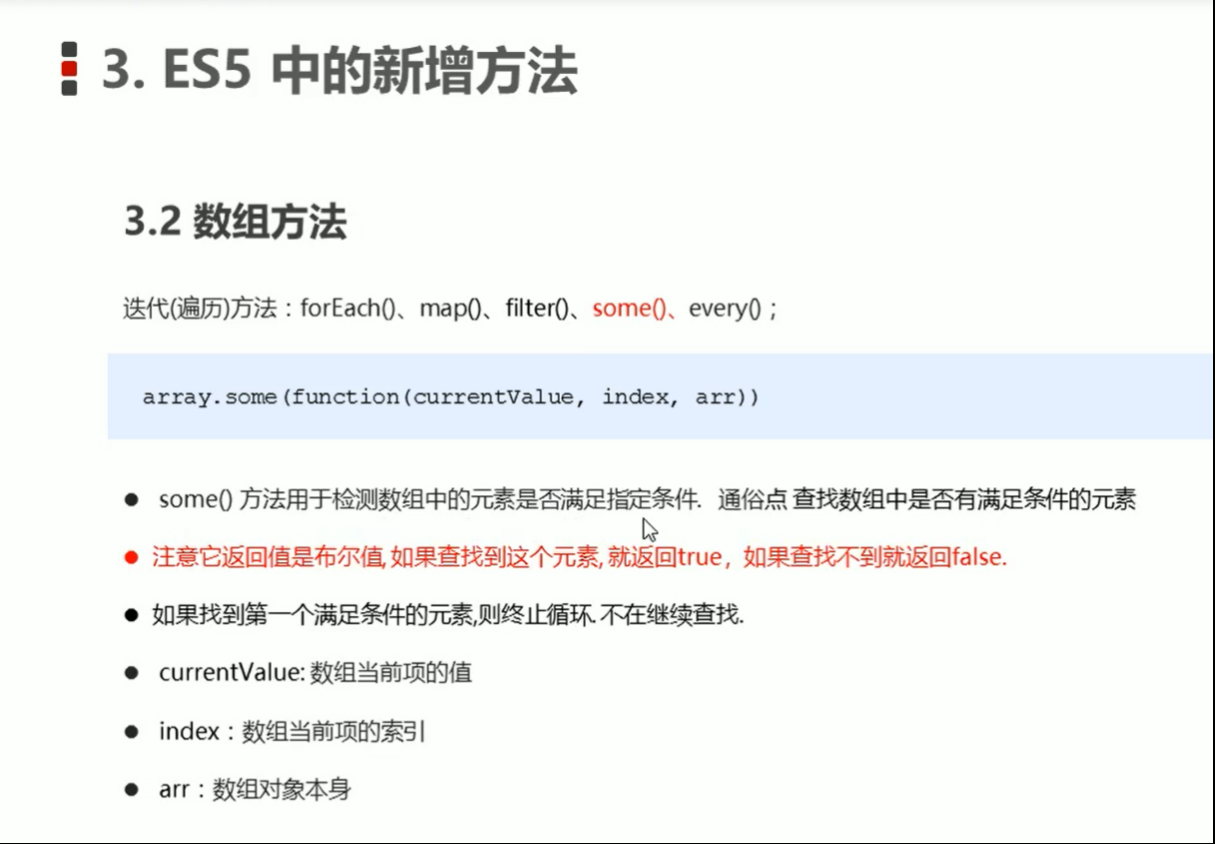 3. ES5 中的新增方法
3.2 数组方法
迭代(遍历)方法：forEach()、map()、filter()、some()、every()；
array.some(function(currentValue, index, arr))
● some() 方法用于检测数组中的元素是否满足指定条件. 通俗点 查找数组中是否有满足条件的元素
● 注意它返回值是布尔值,如果查找到这个元素,就返回true，如果查找不到就返回false.
● 如果找到第一个满足条件的元素,则终止循环.不在继续查找.
● currentValue:数组当前项的值
● index：数组当前项的索引
● arr：数组对象本身